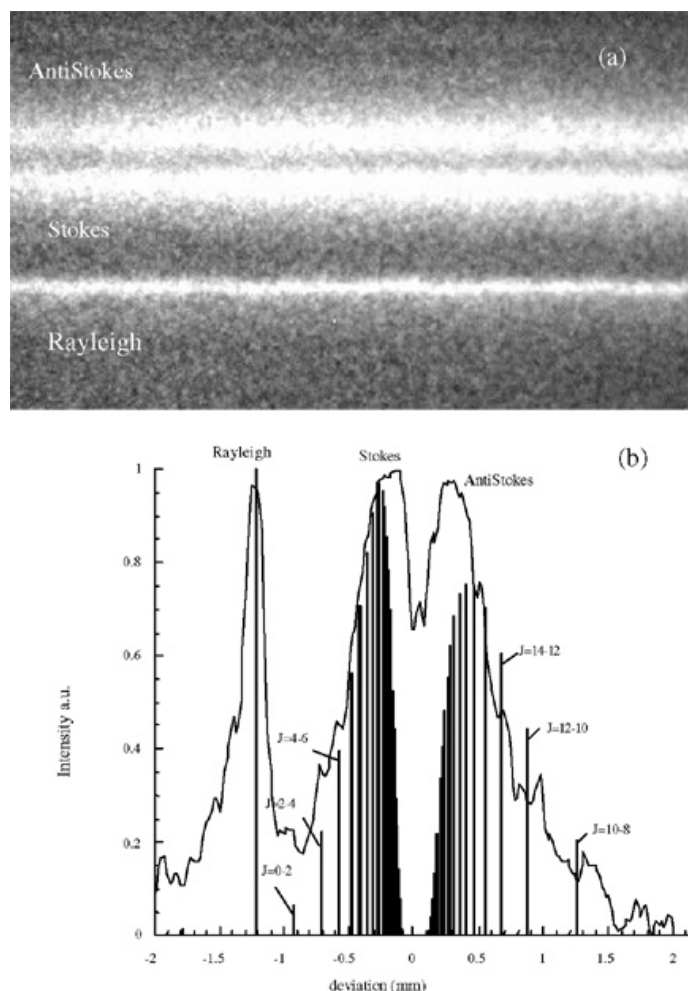 AntiStokes
(a)
Stokes
Rayleigh
(b)
Rayleigh
Stokes
AntiStokes
1
0.8
0.6
0.4
0.2
0
Intensity a.u.
J=14-12
J=4-6
J=12-10
J=2-4
J=10-8
J=0-2
-2 -1.5 -1 -0.5 0 0.5 1 1.5 2
deviation (mm)